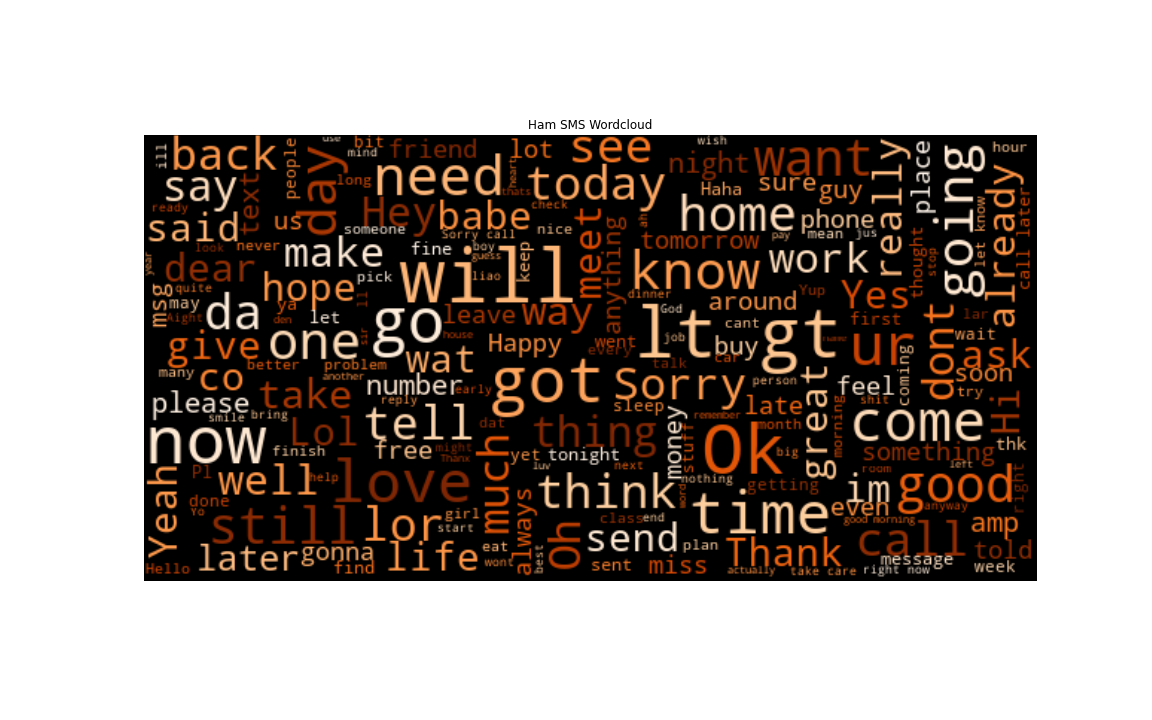 Ham SMS Wordcloud
ill
back
people
use
bit
mind
friend
lot
see
wish
night
want
really
place
going
hour
say
text
day
long
need
heart
thats
today
Haha
sure
guy
already
ready
said
us
Hey
babe
check
nice
ah
home
phone
let know
call later
someone
Sorry call
meet
anything
tomorrow
pay
mean
jus
look
never
make
fine
boy
guess
keep
know
work
thought
stop
year
dear
quite
hope
pick
liao
will
dinner
around
Yup
Yes
msg
may
ya
ll
God
Aight
da
den
let
go
leave
way
lt
cant
gt
first
lar
sir
house
job
ur
dont
wait
give
one
wat
Happy
went
every
buy
runs
coming
ask
better
problem
talk
car
many
co
another
number
early
got
Sorry
person
great
feel
soon
shit
try
please
take
reply
sleep
late
morning
Hi
smile
bring
tell
dat
money
remember
month
come
thk
now
Lol
finish
free
might
Thanx
much
yet
thing
tonight
stuff
Ok
big
something
luv
next
left
Yeah
Pl
well
help
love
think
nothing
getting
room
im
good
right
done
Yo
word
time
even
anyway
still
lor
girl
start
always
Oh
class
end
send
good morning
amp
later
gonna
life
eat
best
plan
Thank
call
told
Hello
find
wont
sent
miss
actually
take care
right now
message
week